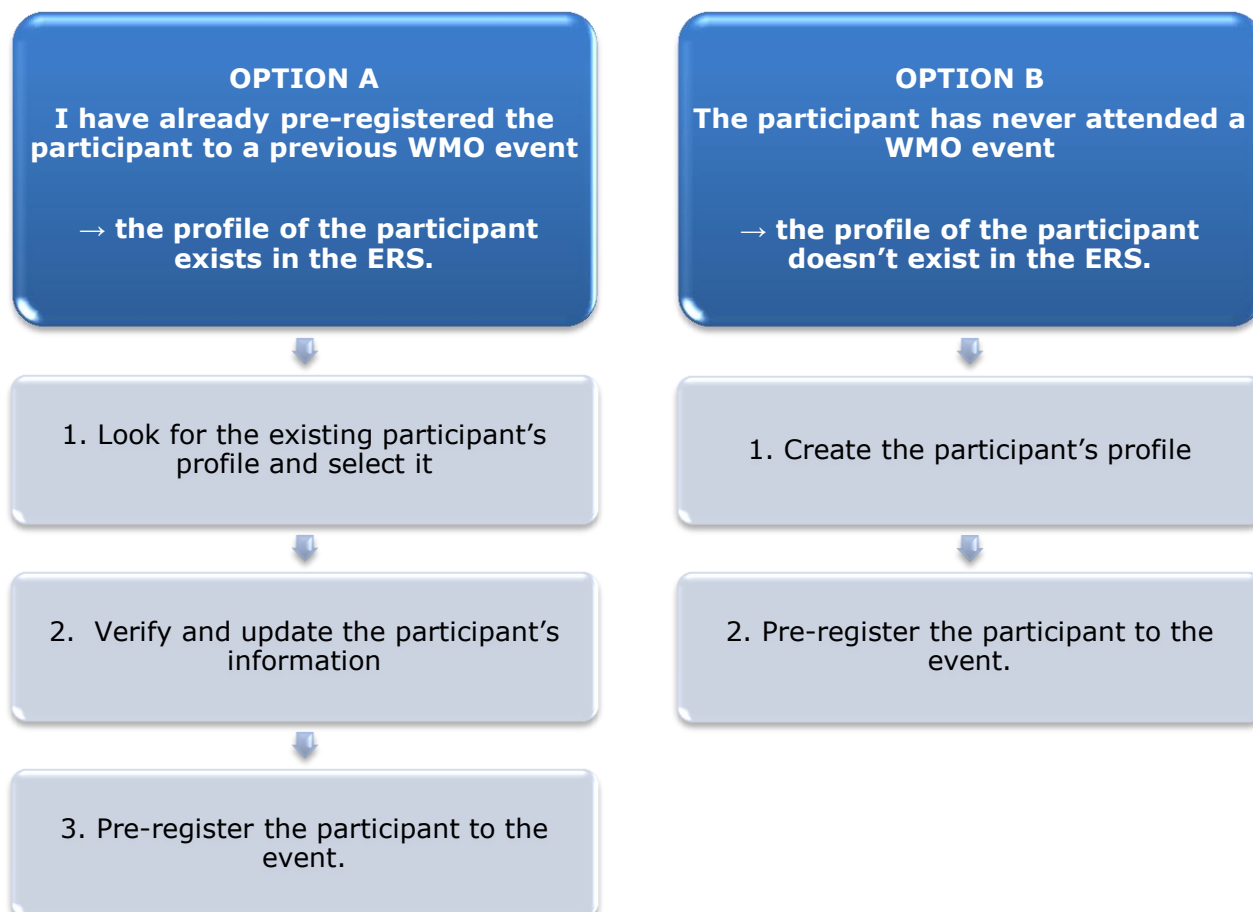 OPTION A
I have already pre-registered the
participant to a previous WMO event
→ the profile of the participant
exists in the ERS.
1. Look for the existing participant’s
profile and select it
2. Verify and update the participant’s
information
3. Pre-register the participant to the
event.
OPTION B
The participant has never attended a
WMO event
→ the profile of the participant
doesn’t exist in the ERS.
1. Create the participant’s profile
2. Pre-register the participant to the
event.